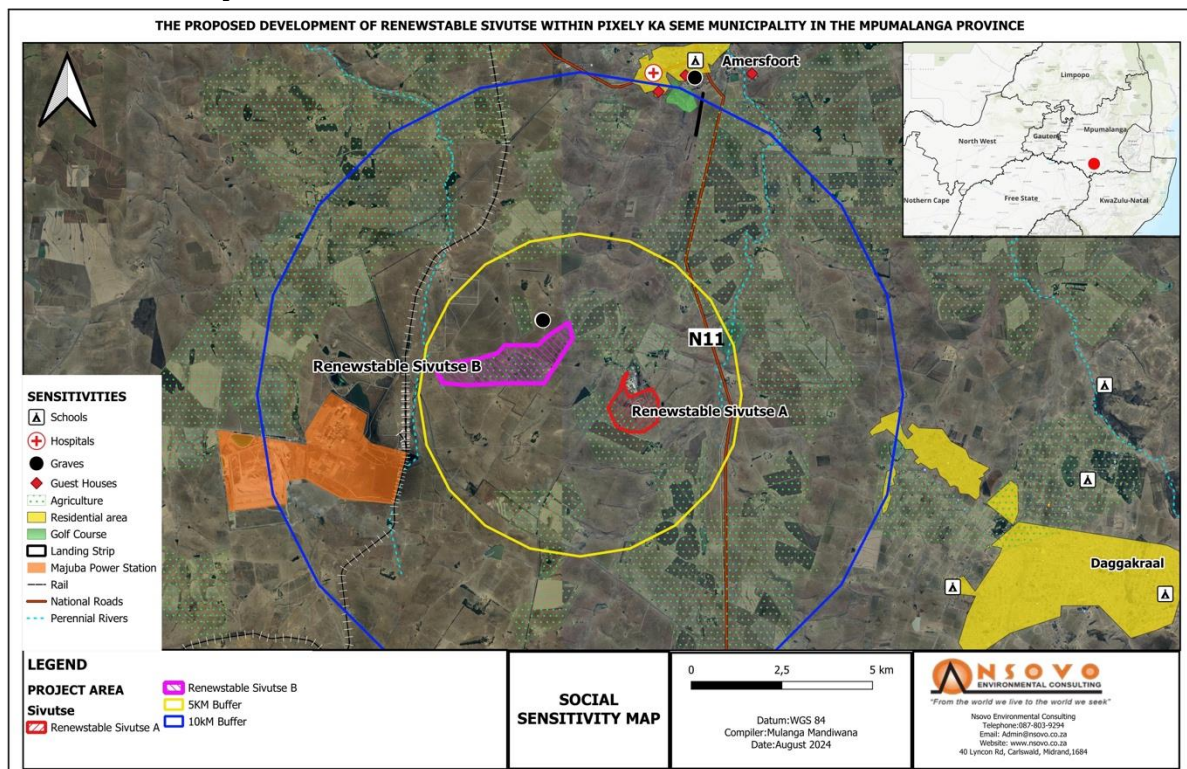 THE PROPOSED DEVELOPMENT OF RENEWSTABLE SIVUTSE WITHIN PIXELY KA SEME MUNICIPALITY IN THE MPUMALANGA PROVINCE
Amersfoort
Limpopo
North West
Gauteng
Mpumalanga
Nothern Cape
Free State
KwaZulu-Natal
N11
Renewstable Sivutse B
Renewstable Sivutse A
Daggakraal
SENSITIVITIES
Schools
Hospitals
Graves
Guest Houses
Agriculture
Residential area
Golf Course
Landing Strip
Majuba Power Station
Rail
National Roads
Perennial Rivers
LEGEND
PROJECT AREA
Sivutse
Renewstable Sivutse A
Renewstable Sivutse B
5KM Buffer
10kM Buffer
SOCIAL
SENSITIVITY MAP
0 2,5 5 km
Datum:WGS 84
Compiler:Mulanga Mandiwana
Date:August 2024
NSOVO
ENVIRONMENTAL CONSULTING
"From the world we live to the world we seek"
Nsovo Environmental Consulting
Telephone:087-803-9294
Email: Admin@nsovo.co.za
Website: www.nsovo.co.za
40 Lyncon Rd, Carlswald, Midrand,1684